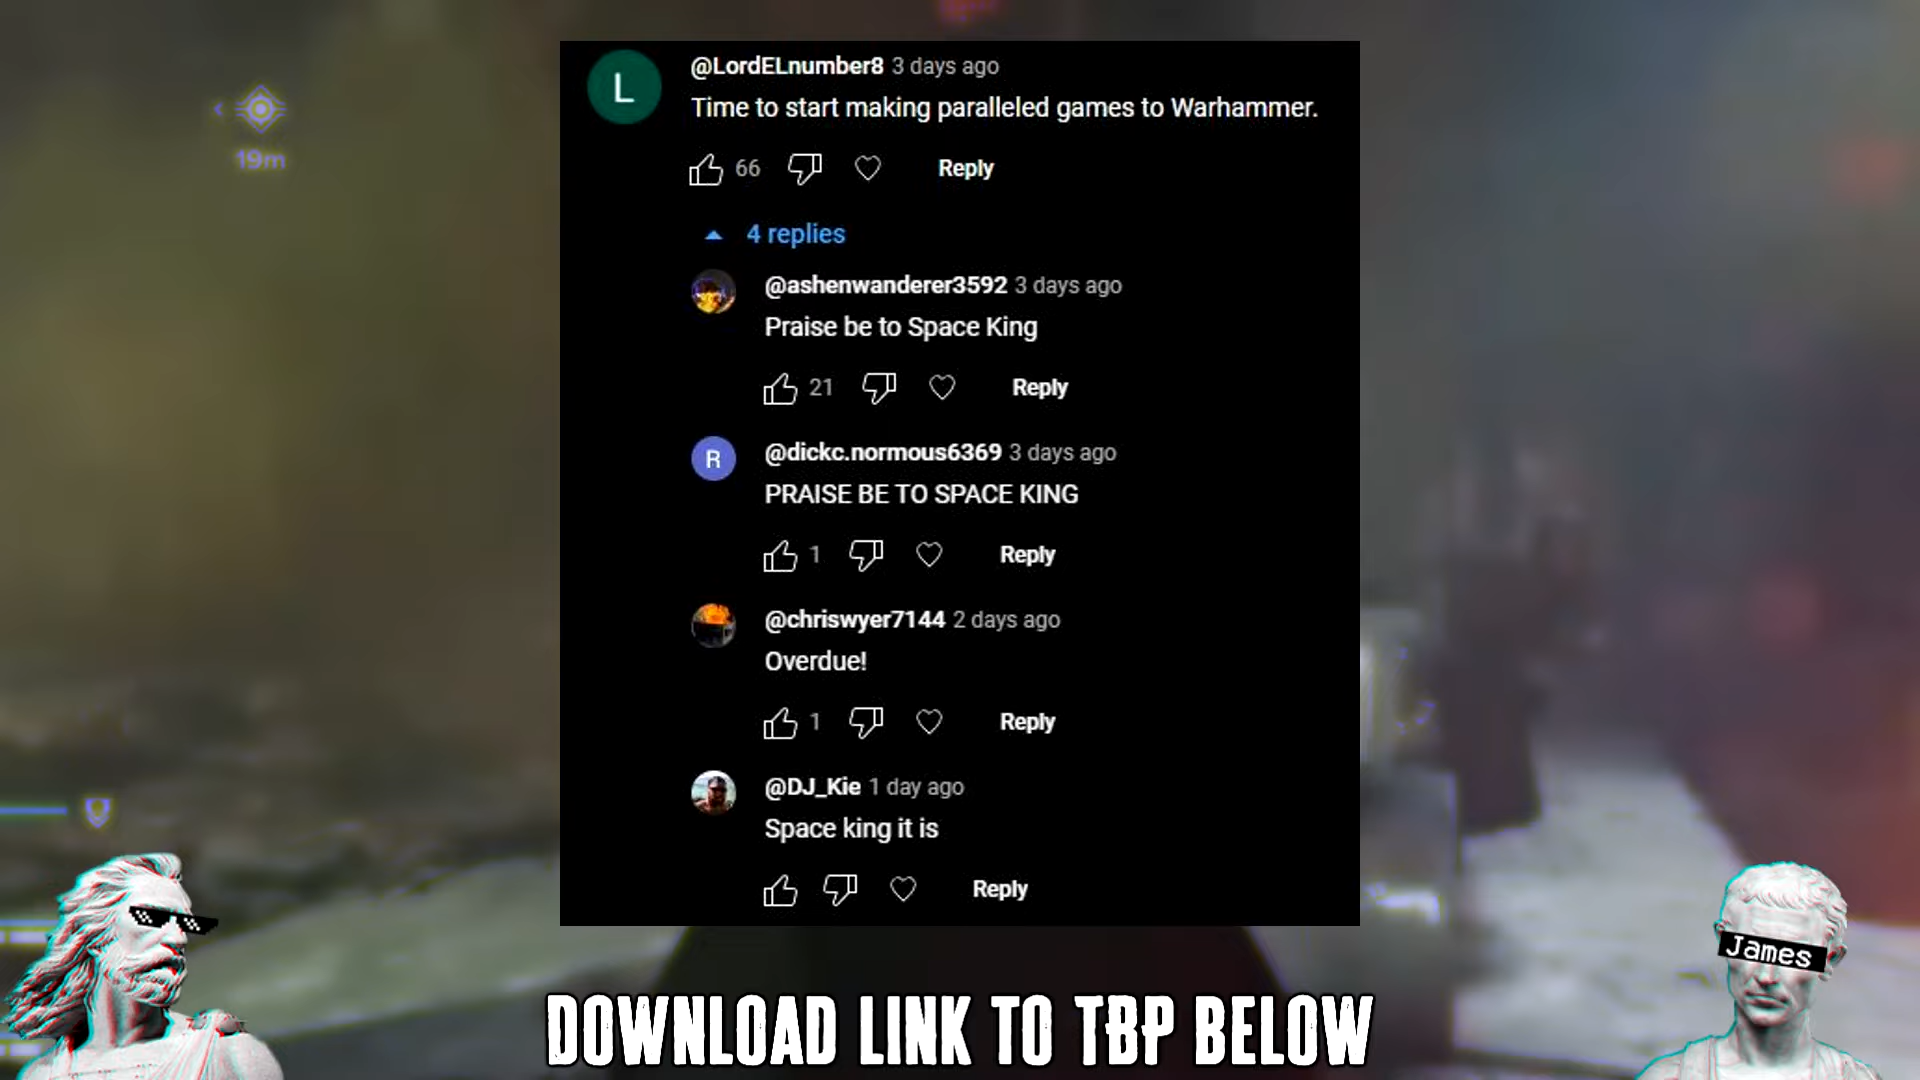 19m
L
@LordELnumber8 3 days ago
Time to start making paralleled games to Warhammer.
66 Reply
4 replies
@ashenwanderer3592 3 days ago
Praise be to Space King
21 Reply
R
@dickc.normous6369 3 days ago
PRAISE BE TO SPACE KING
1 Reply
@chriswyer7144 2 days ago
Overdue!
1 Reply
@DJ_Kie 1 day ago
Space king it is
Reply
James
DOWNLOAD LINK TO TBP BELOW